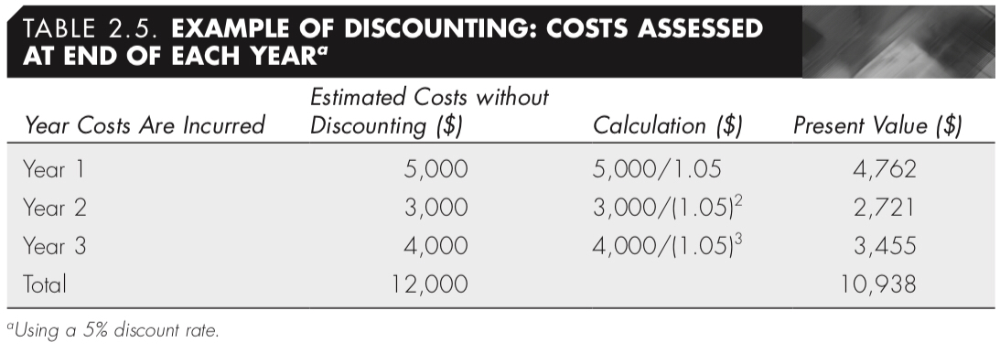 TABLE 2.5. EXAMPLE OF DISCOUNTING: COSTS ASSESSED
AT END OF EACH YEARᵃ
Estimated Costs without
Year Costs Are Incurred Discounting ($) Calculation ($) Present Value ($)
Year 1 5,000 5,000/1.05 4,762
Year 2 3,000 3,000/(1.05)² 2,721
Year 3 4,000 4,000/(1.05)³ 3,455
Total 12,000 10,938
ᵃUsing a 5% discount rate.